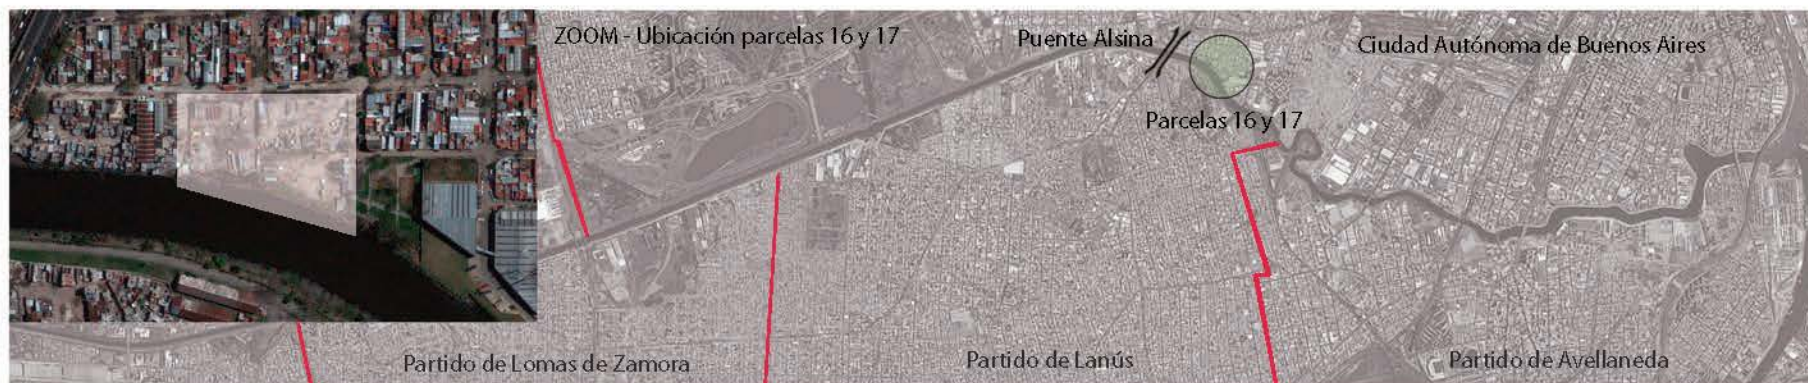 ZOOM - Ubicación parcelas 16 y 17
Puente Alsina
Ciudad Autónoma de Buenos Aires
Parcelas 16 y 17
Partido de Lomas de Zamora
Partido de Lanús
Partido de Avellaneda